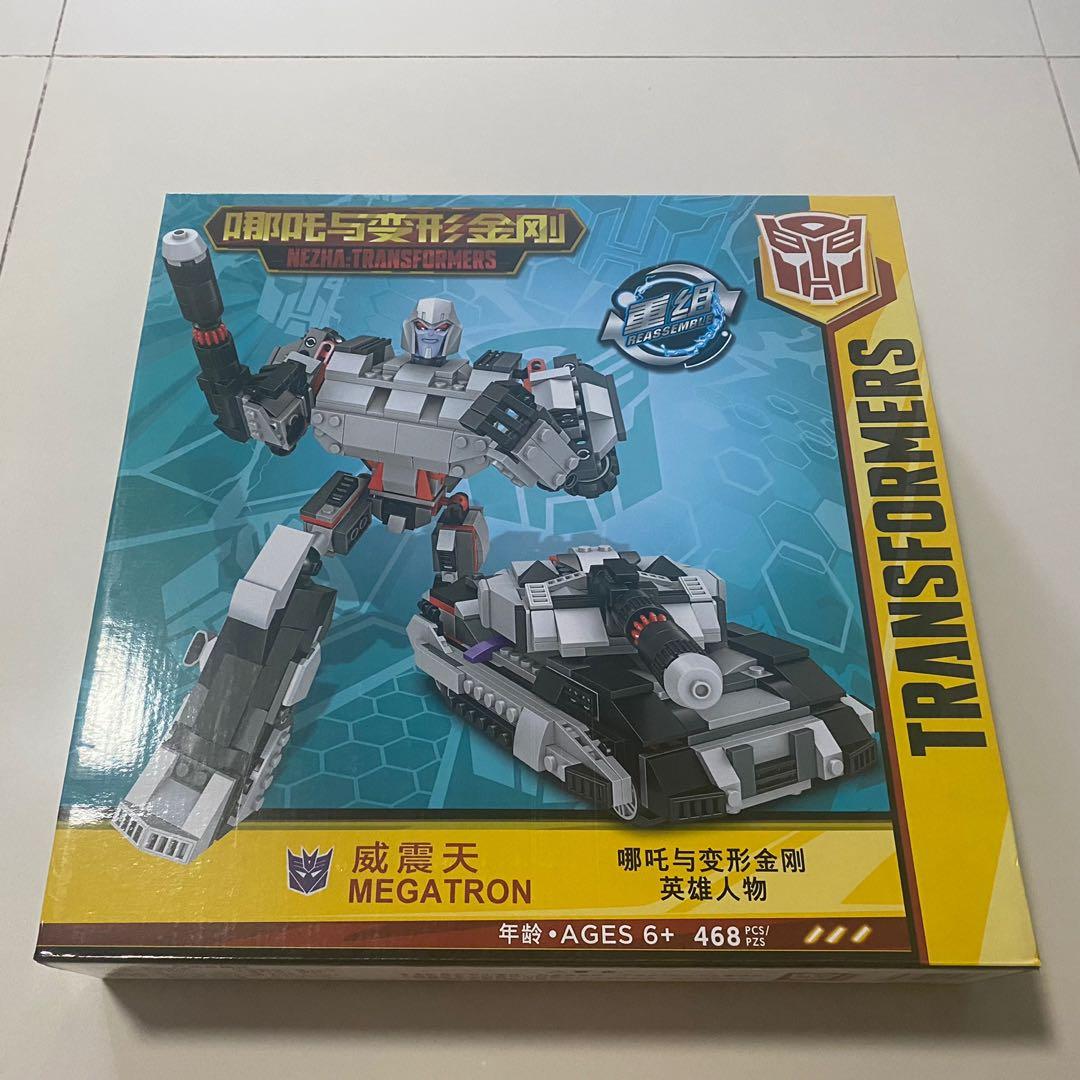 哪吒与变形金刚
NEZHA:TRANSFORMERS
重组
REASSEMBLE
TRANSFORMERS
威震天
MEGATRON
哪吒与变形金刚
英雄人物
年龄·AGES 6+ 468 PCS/
PZS